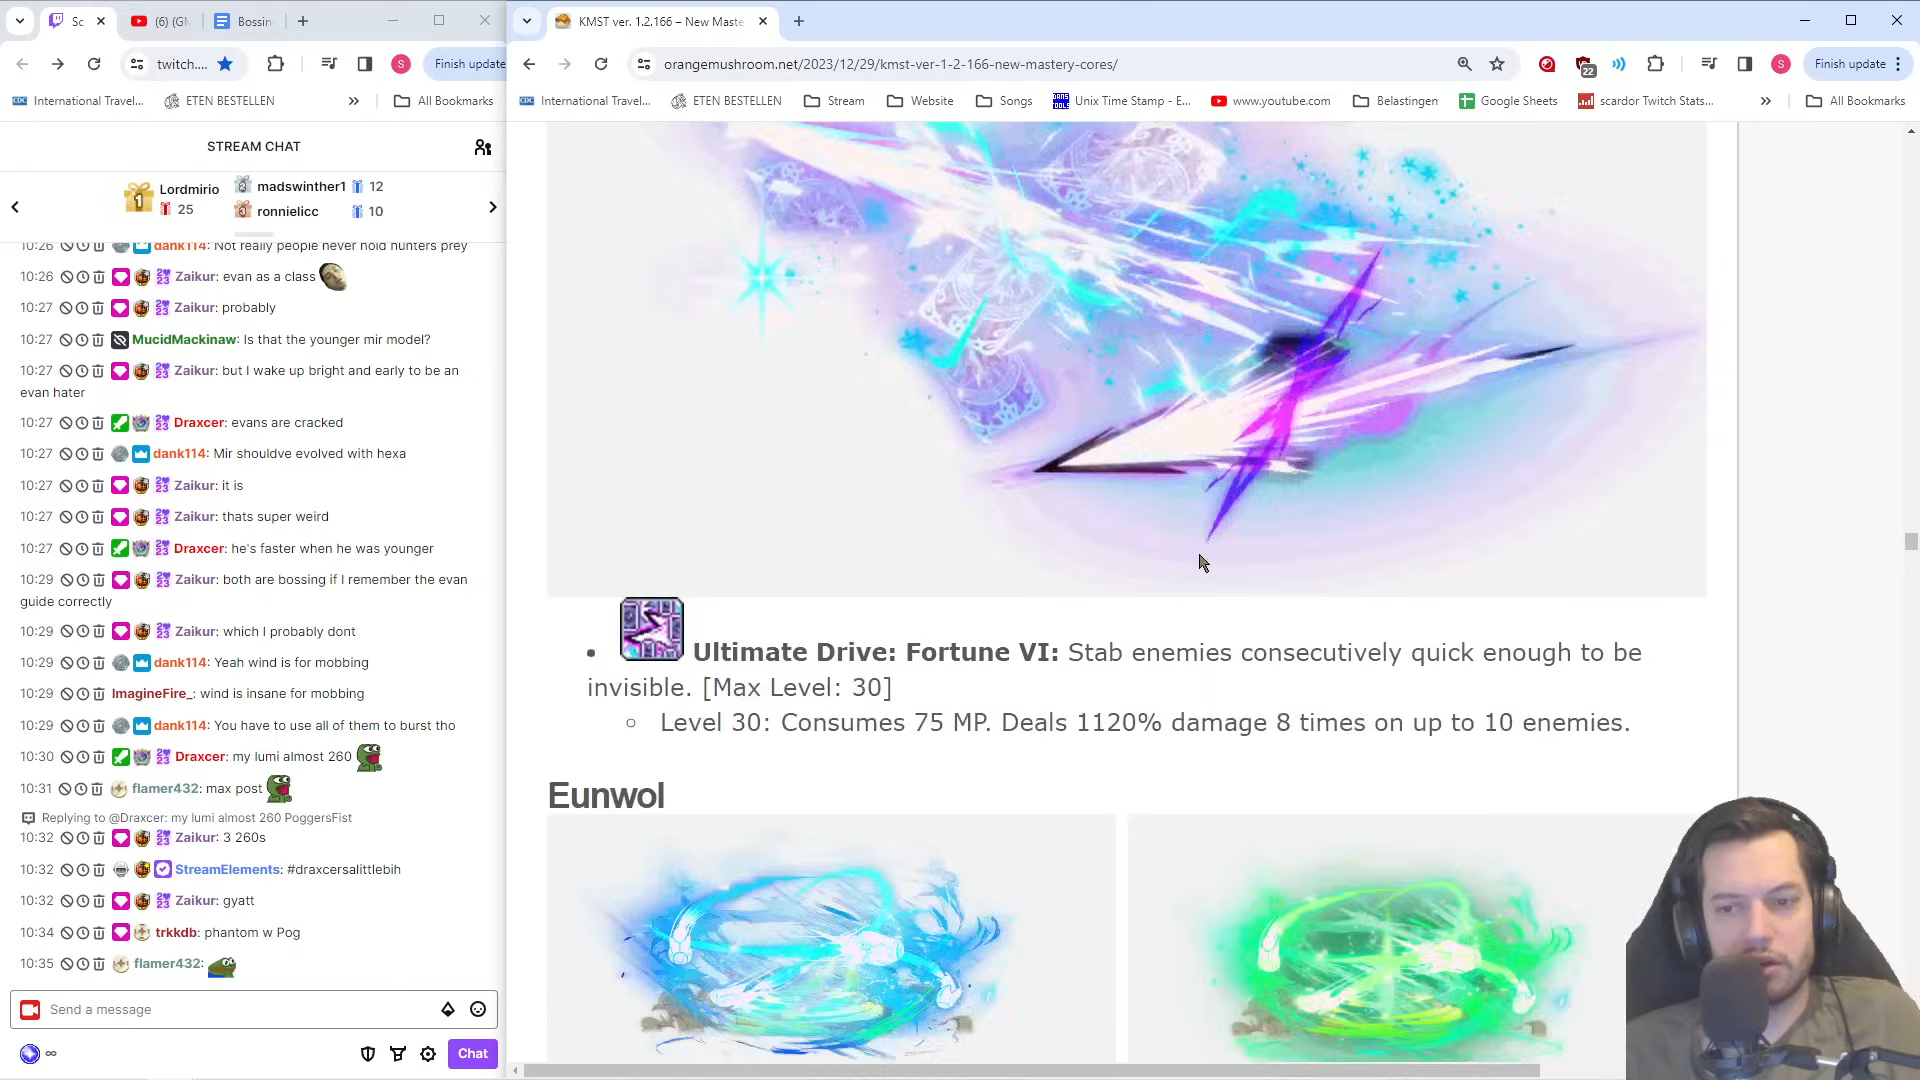 Sc
(6) (GM
Bossin
KMST ver. 1.2.166 – New Maste
twitch....
S
Finish update
orangemushroom.net/2023/12/29/kmst-ver-1-2-166-new-mastery-cores/
22
S
Finish update
International Travel...
ETEN BESTELLEN
All Bookmarks
International Travel...
ETEN BESTELLEN
Stream
Website
Songs
Unix Time Stamp - E...
www.youtube.com
Belastingen
Google Sheets
scardor Twitch Stats...
All Bookmarks
STREAM CHAT
1
Lordmirio
25
2 madswinther1 12
3 ronnielicc 10
10:26 dank114: Not really people never hold hunters prey
10:26 Zaikur: evan as a class
10:27 Zaikur: probably
10:27 MucidMackinaw: Is that the younger mir model?
10:27 Zaikur: but I wake up bright and early to be an
evan hater
10:27 Draxcer: evans are cracked
10:27 dank114: Mir shouldve evolved with hexa
10:27 Zaikur: it is
10:27 Zaikur: thats super weird
10:27 Draxcer: he's faster when he was younger
10:29 Zaikur: both are bossing if I remember the evan
guide correctly
10:29 Zaikur: which I probably dont
10:29 dank114: Yeah wind is for mobbing
10:29 ImagineFire_: wind is insane for mobbing
10:29 dank114: You have to use all of them to burst tho
10:30 Draxcer: my lumi almost 260
10:31 flamer432: max post
Replying to @Draxcer: my lumi almost 260 PoggersFist
10:32 Zaikur: 3 260s
10:32 StreamElements: #draxcersalittlebih
10:32 Zaikur: gyatt
10:34 trkkdb: phantom w Pog
10:35 flamer432:
Send a message
∞
Chat
Ultimate Drive: Fortune VI: Stab enemies consecutively quick enough to be
invisible. [Max Level: 30]
Level 30: Consumes 75 MP. Deals 1120% damage 8 times on up to 10 enemies.
Eunwol